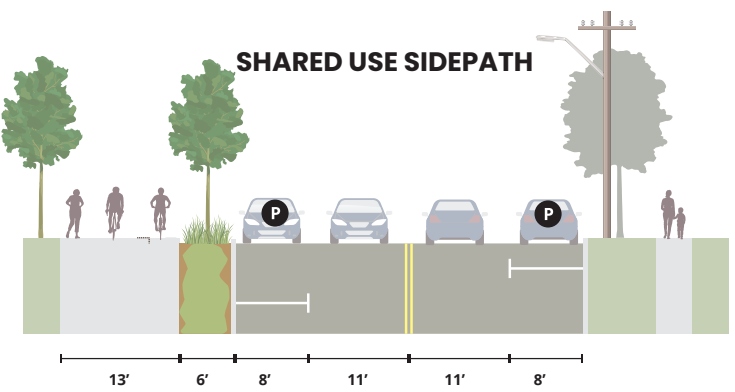 SHARED USE SIDEPATH
P
P
13’ 6’ 8’ 11’ 11’ 8’